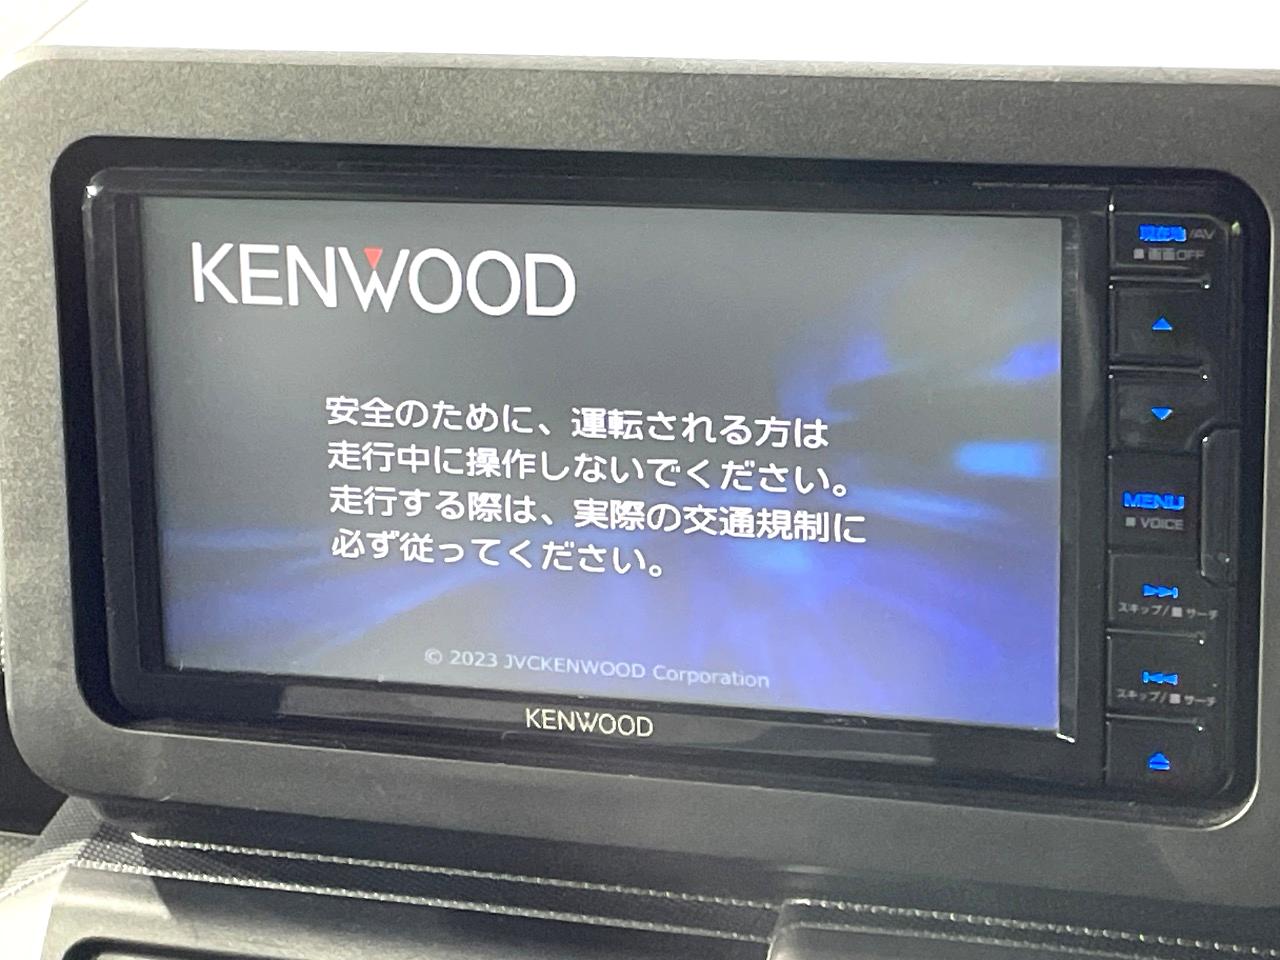 KENWOOD
安全のために、運転される方は
走行中に操作しないでください。
走行する際は、実際の交通規制に
必ず従ってください。
© 2023 JVCKENWOOD Corporation
KENWOOD
現在地/AV
■ 画面OFF
MENU
■ VOICE
スキップ/■ サーチ
スキップ/■ サーチ